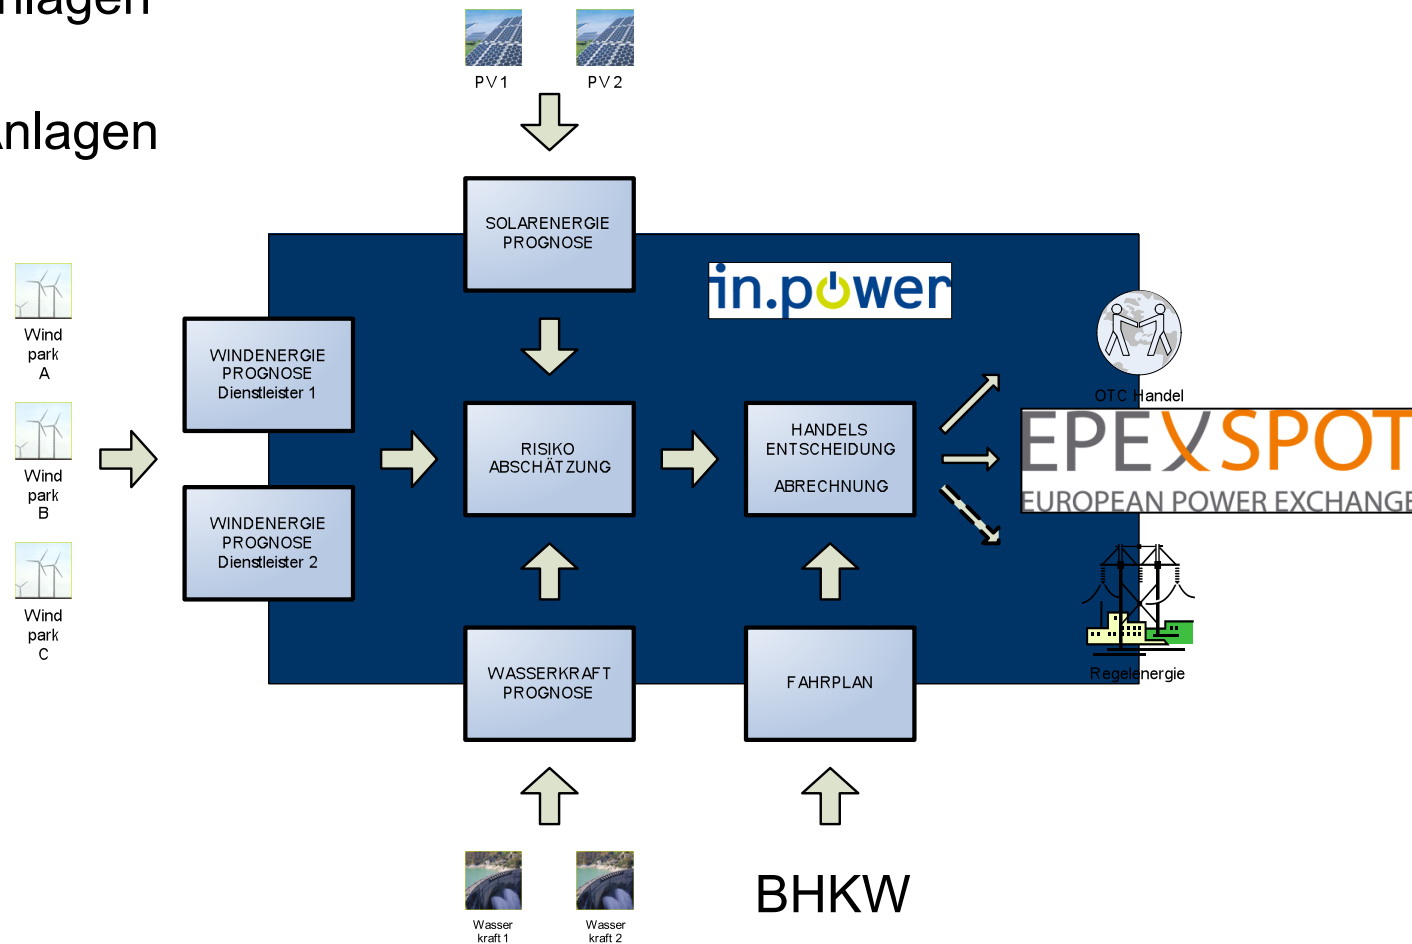 nlagen
nlagen
PV1
PV2
SOLARENERGIE
PROGNOSE
in.power
Wind
park
A
Wind
park
B
Wind
park
C
WINDENERGIE
PROGNOSE
Dienstleister 1
WINDENERGIE
PROGNOSE
Dienstleister 2
RISIKO
ABSCHÄTZUNG
HANDELS
ENTSCHEIDUNG
ABRECHNUNG
OTC Handel
EPEXSPOT
EUROPEAN POWER EXCHANGE
Regelenergie
WASSERKRAFT
PROGNOSE
FAHRPLAN
Wasser
kraft 1
Wasser
kraft 2
BHKW